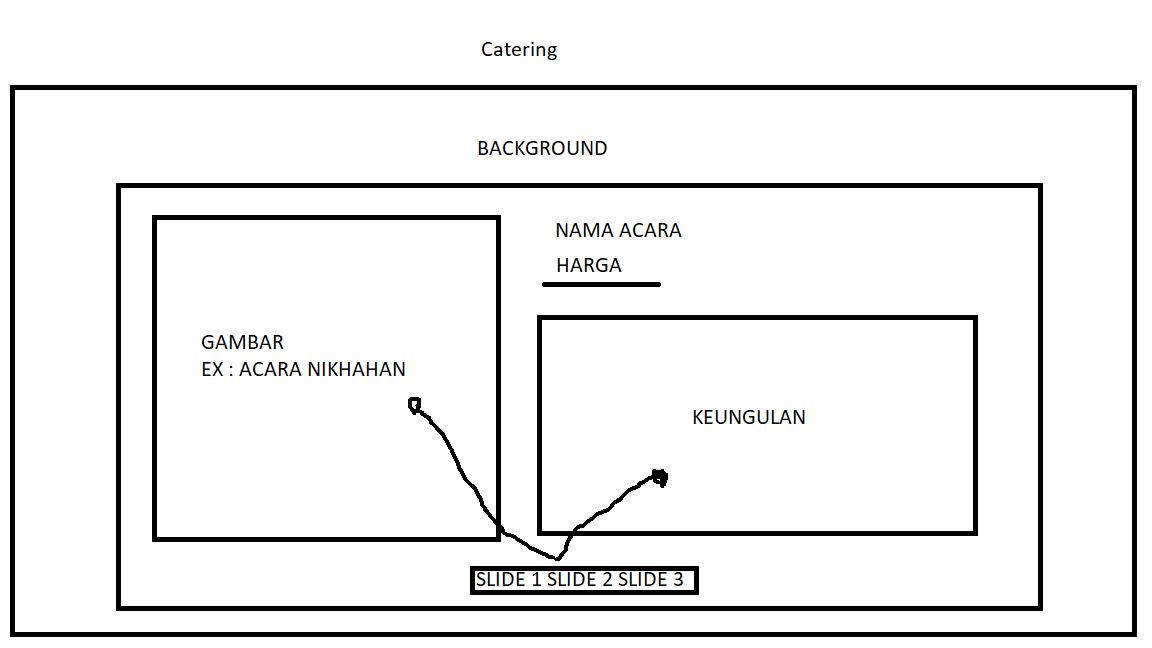 Catering
BACKGROUND
NAMA ACARA
HARGA
GAMBAR
EX : ACARA NIKHAHAN
KEUNGULAN
SLIDE 1 SLIDE 2 SLIDE 3